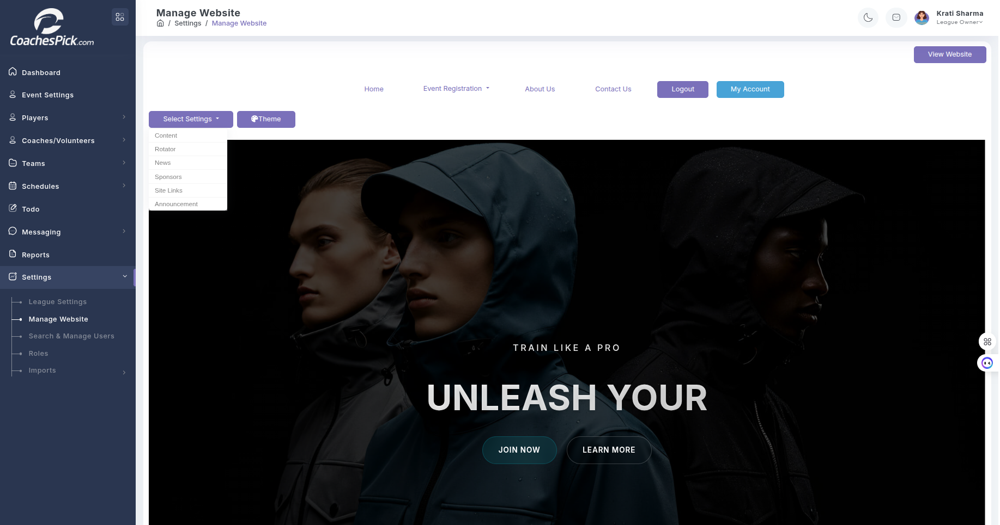 CoachesPick.com
Manage Website
/ Settings / Manage Website
Krati Sharma
League Owner
Dashboard
Event Settings
Players
Coaches/Volunteers
Teams
Schedules
Todo
Messaging
Reports
Settings
League Settings
Manage Website
Search & Manage Users
Roles
Imports
View Website
Home
Event Registration
About Us
Contact Us
Logout
My Account
Select Settings
Theme
Content
Rotator
News
Sponsors
Site Links
Announcement
TRAIN LIKE A PRO
UNLEASH YOUR
JOIN NOW
LEARN MORE